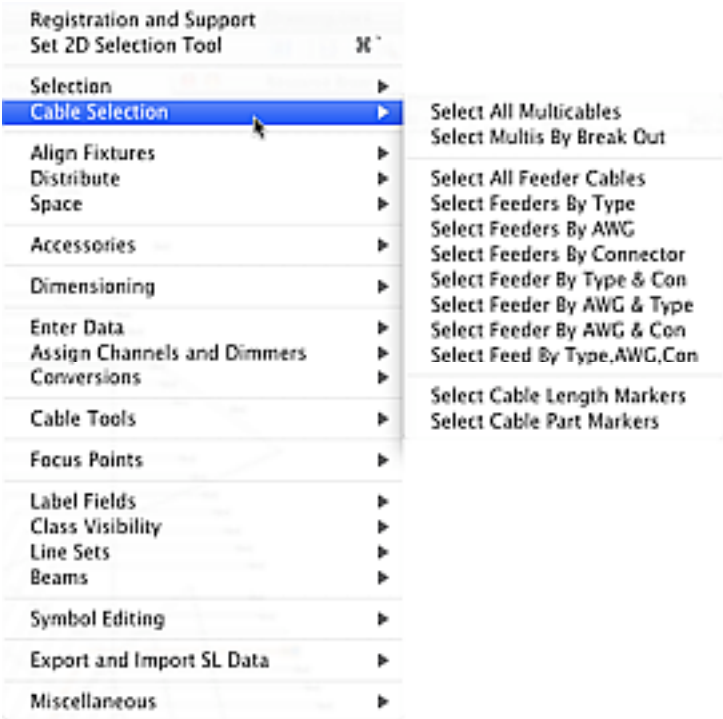 Registration and Support
Set 2D Selection Tool ⌘`
Selection
Cable Selection
Align Fixtures
Distribute
Space
Accessories
Dimensioning
Enter Data
Assign Channels and Dimmers
Conversions
Cable Tools
Focus Points
Label Fields
Class Visibility
Line Sets
Beams
Symbol Editing
Export and Import SL Data
Miscellaneous
Select All Multicables
Select Multis By Break Out
Select All Feeder Cables
Select Feeders By Type
Select Feeders By AWG
Select Feeders By Connector
Select Feeder By Type & Con
Select Feeder By AWG & Type
Select Feeder By AWG & Con
Select Feed By Type,AWG,Con
Select Cable Length Markers
Select Cable Part Markers